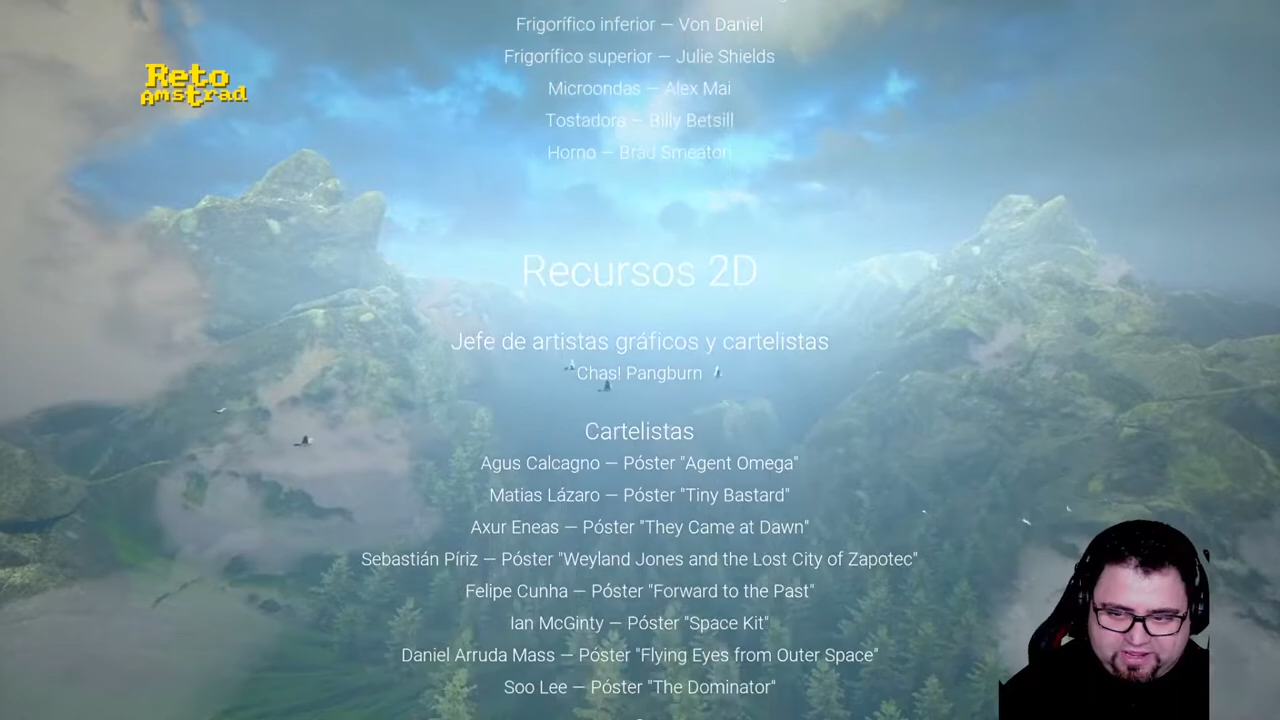 Frigorífico inferior — Von Daniel
Frigorífico superior — Julie Shields
Reto
Amstrad
Microondas — Alex Mai
Tostadora — Billy Betsill
Horno — Brad Smeaton
Recursos 2D
Jefe de artistas gráficos y cartelistas
Chas! Pangburn
Cartelistas
Agus Calcagno — Póster "Agent Omega"
Matias Lázaro — Póster "Tiny Bastard"
Axur Eneas — Póster "They Came at Dawn"
Sebastián Píriz — Póster "Weyland Jones and the Lost City of Zapotec"
Felipe Cunha — Póster "Forward to the Past"
Ian McGinty — Póster "Space Kit"
Daniel Arruda Mass — Póster "Flying Eyes from Outer Space"
Soo Lee — Póster "The Dominator"